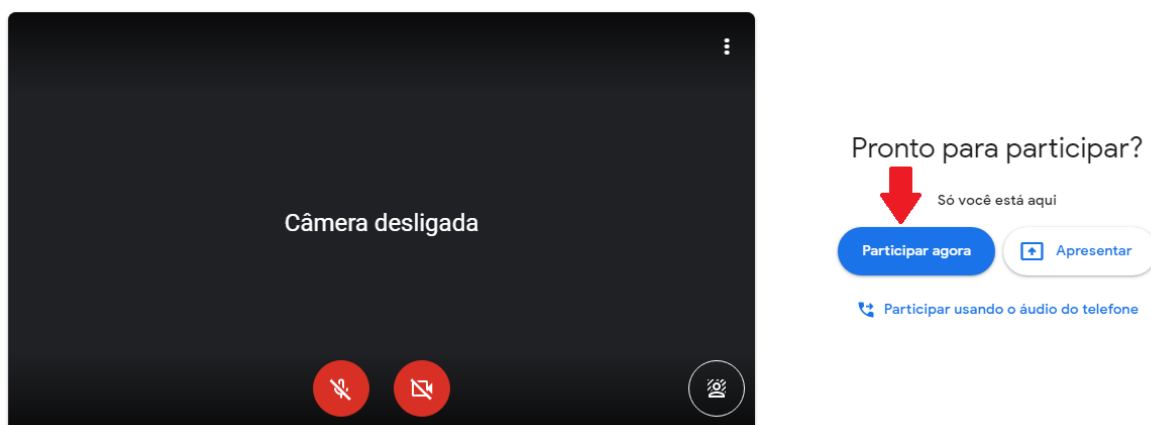 Câmera desligada
Pronto para participar?
Só você está aqui
Participar agora
Apresentar
Participar usando o áudio do telefone